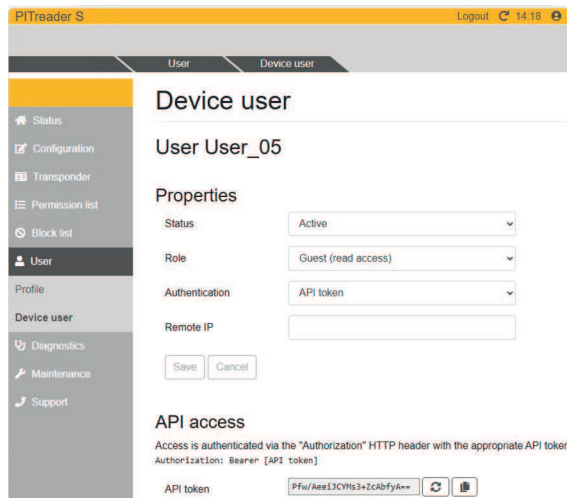 PITreader S
Logout 14:18
User Device user
Device user
Status
Configuration
Transponder
Permission list
Block list
User
Profile
Device user
Diagnostics
Maintenance
Support
User User_05
Properties
Status Active
Role Guest (read access)
Authentication API token
Remote IP
Save Cancel
API access
Access is authenticated via the "Authorization" HTTP header with the appropriate API token
Authorization: Bearer [API token]
API token Pfw/AeeiJCYMs3+ZcAbfyA==